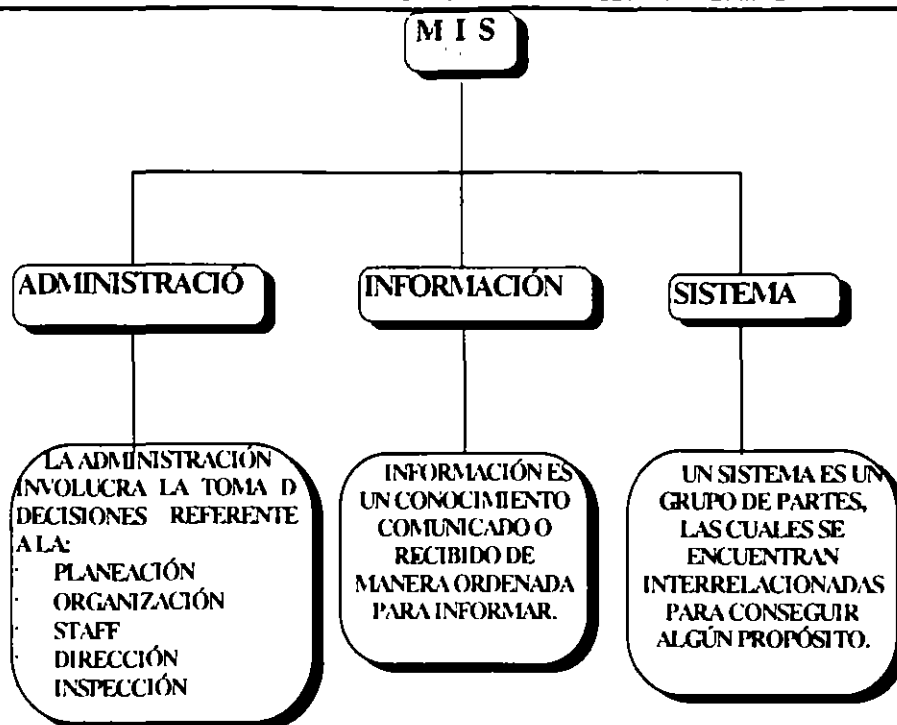 M I S
ADMINISTRACIÓ
INFORMACIÓN
SISTEMA
LA ADMINISTRACIÓN
INVOLUCRA LA TOMA D
DECISIONES REFERENTE
A LA:
· PLANEACIÓN
· ORGANIZACIÓN
· STAFF
· DIRECCIÓN
· INSPECCIÓN
INFORMACIÓN ES
UN CONOCIMIENTO
COMUNICADO O
RECIBIDO DE
MANERA ORDENADA
PARA INFORMAR.
UN SISTEMA ES UN
GRUPO DE PARTES,
LAS CUALES SE
ENCUENTRAN
INTERRELACIONADAS
PARA CONSEGUIR
ALGÚN PROPÓSITO.